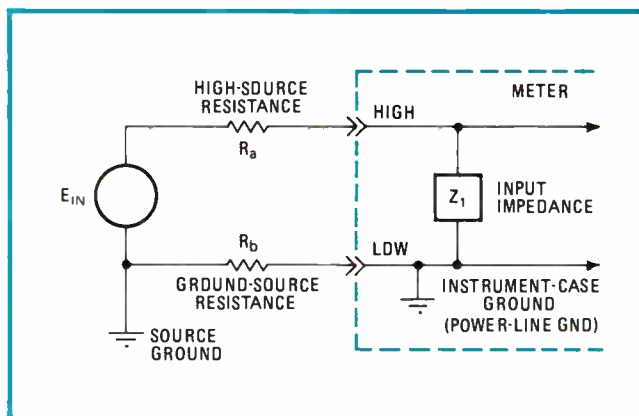 HIGH-SOURCE
RESISTANCE
Ra
HIGH
METER
EIN
Z1
INPUT
IMPEDANCE
Rb
LOW
GROUND-SOURCE
RESISTANCE
INSTRUMENT-CASE
GROUND
(POWER-LINE GND)
SOURCE
GROUND